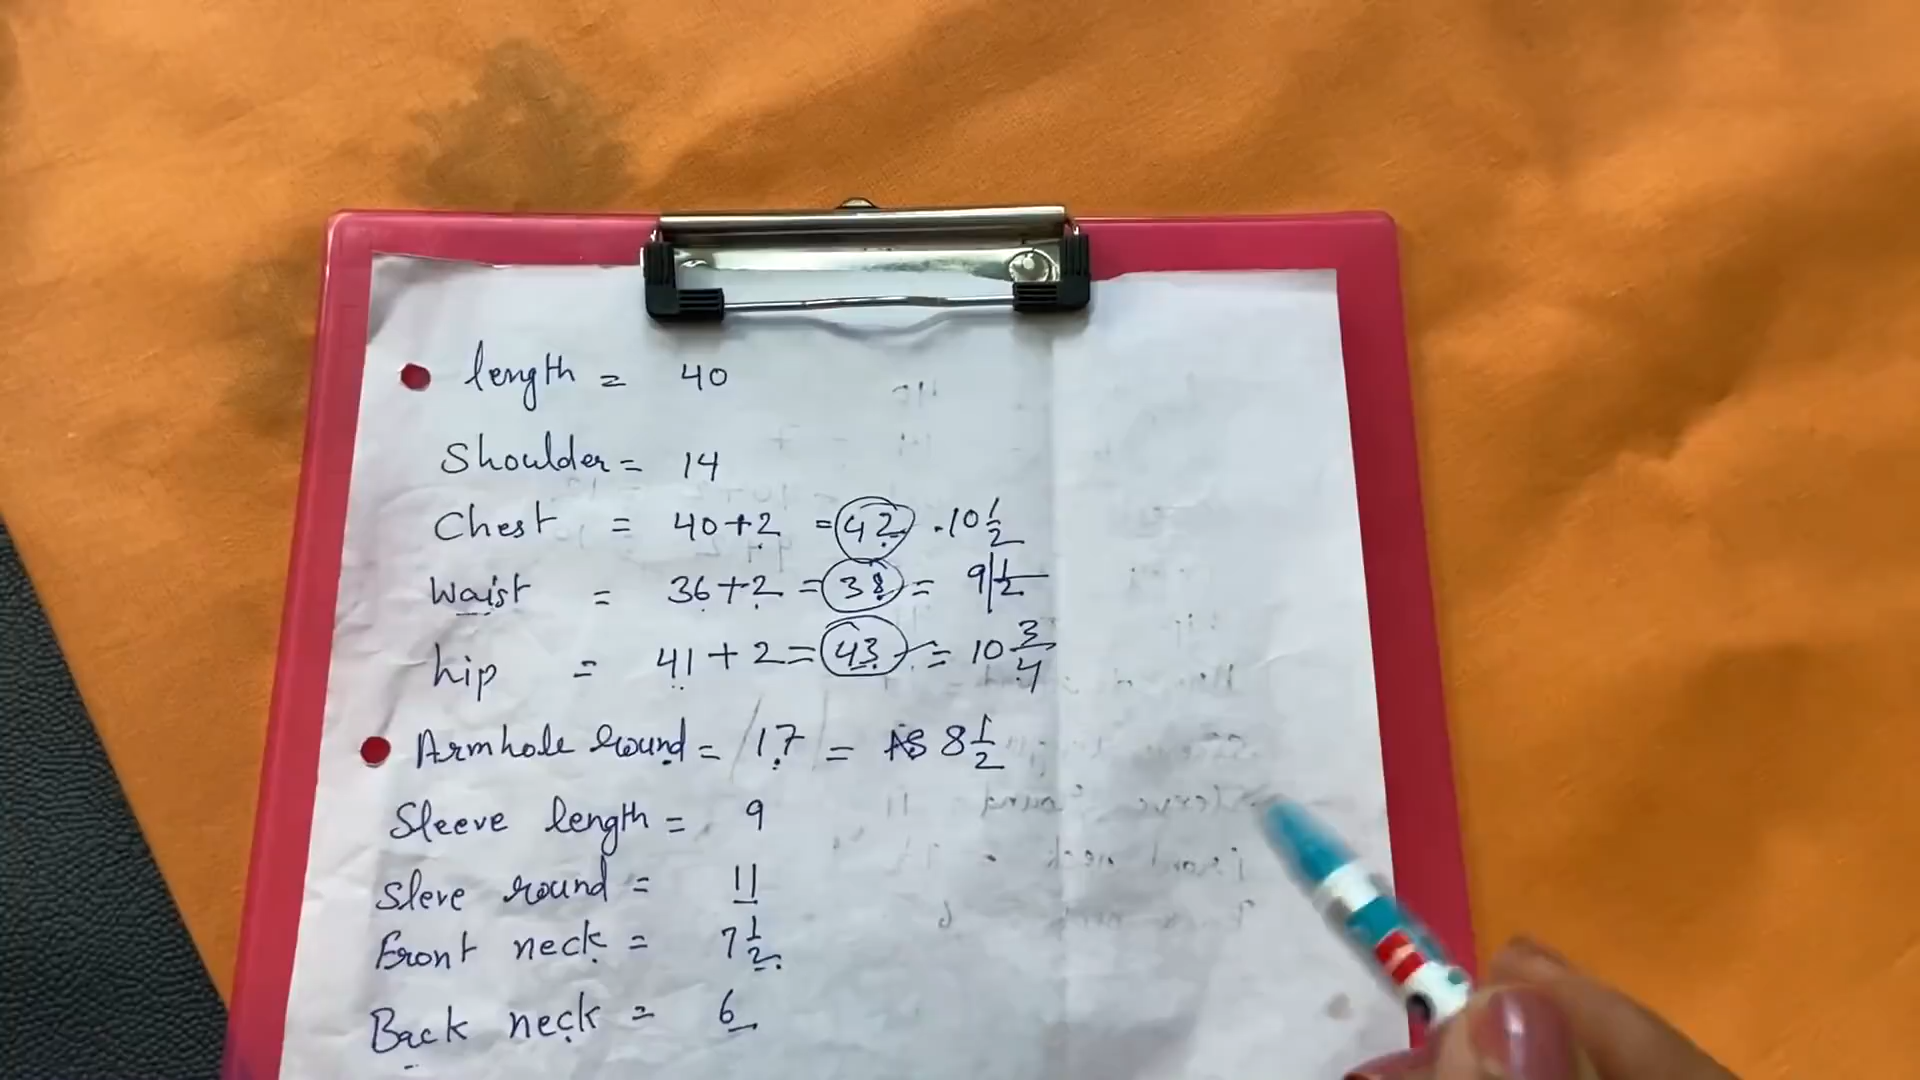 length = 40
Shoulder = 14
Chest = 40+2 = 42 . 10 1/2
Waist = 36+2 = 38 = 9 1/2
hip = 41+2 = 43 = 10 3/4
Armhole round = 17 = 8 1/2
Sleeve length = 9
Sleve round = 11
Front neck = 7 1/2
Back neck = 6